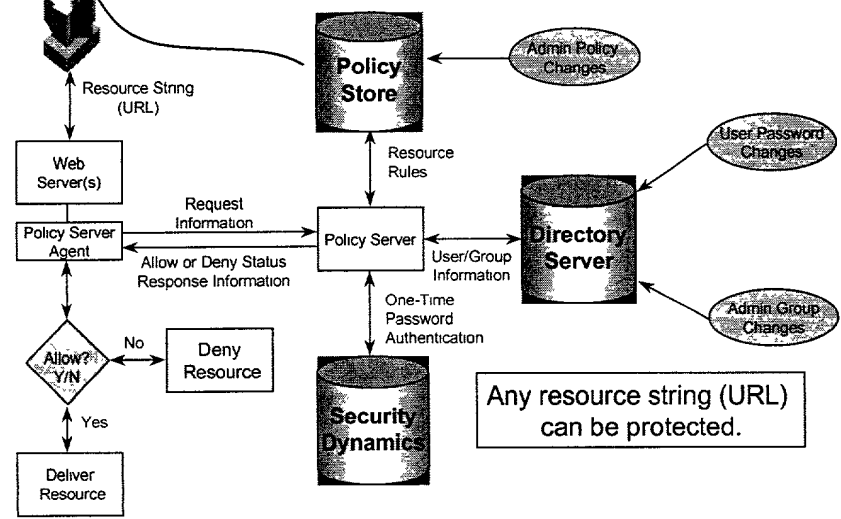 Policy
Store
Admin Policy
Changes
Resource String
(URL)
Web
Server(s)
Resource
Rules
User Password
Changes
Request
Information
Policy Server
Agent
Policy Server
Allow or Deny Status
Response Information
User/Group
Information
Directory
Server
One-Time
Password
Authentication
Admin Group
Changes
Allow?
Y/N
No
Deny
Resource
Yes
Security
Dynamics
Any resource string (URL)
can be protected.
Deliver
Resource